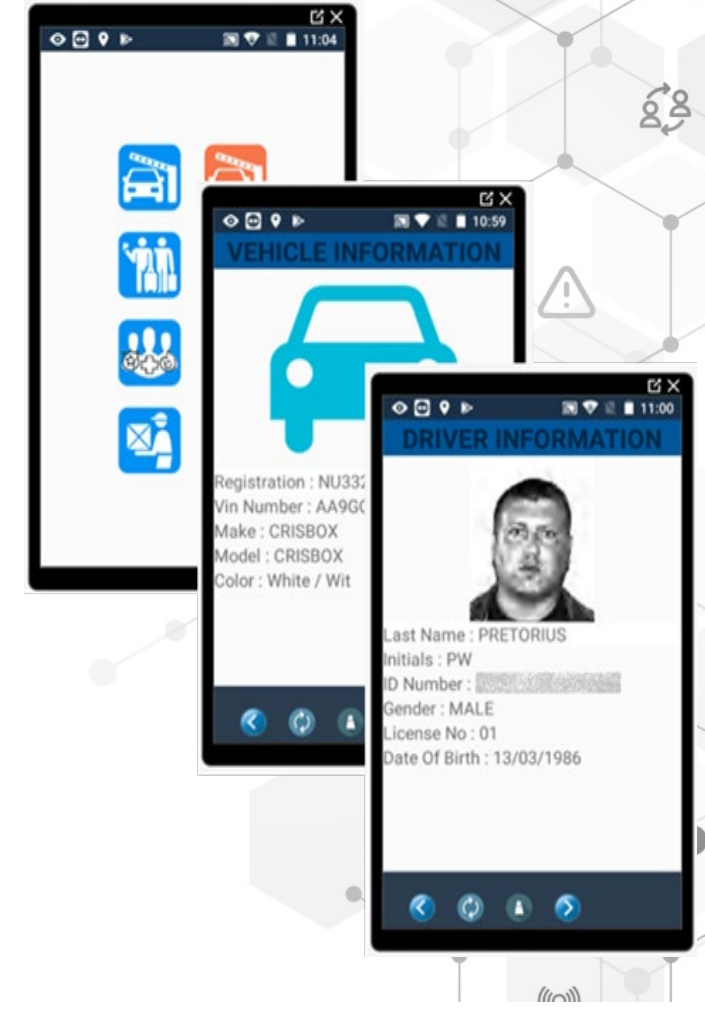 11:04
10:59
VEHICLE INFORMATION
Registration : NU332
Vin Number : AA9G
Make : CRISBOX
Model : CRISBOX
Color : White / Wit
11:00
DRIVER INFORMATION
Last Name : PRETORIUS
Initials : PW
ID Number :
Gender : MALE
License No : 01
Date Of Birth : 13/03/1986